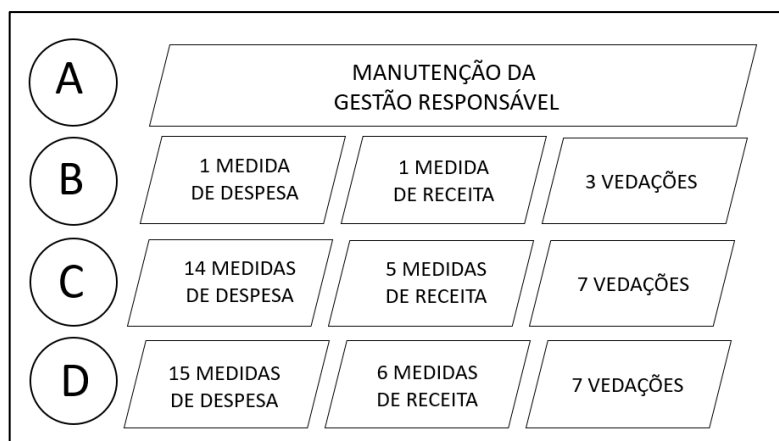 A
MANUTENÇÃO DA
GESTÃO RESPONSÁVEL
B
1 MEDIDA
DE DESPESA
1 MEDIDA
DE RECEITA
3 VEDAÇÕES
C
14 MEDIDAS
DE DESPESA
5 MEDIDAS
DE RECEITA
7 VEDAÇÕES
D
15 MEDIDAS
DE DESPESA
6 MEDIDAS
DE RECEITA
7 VEDAÇÕES